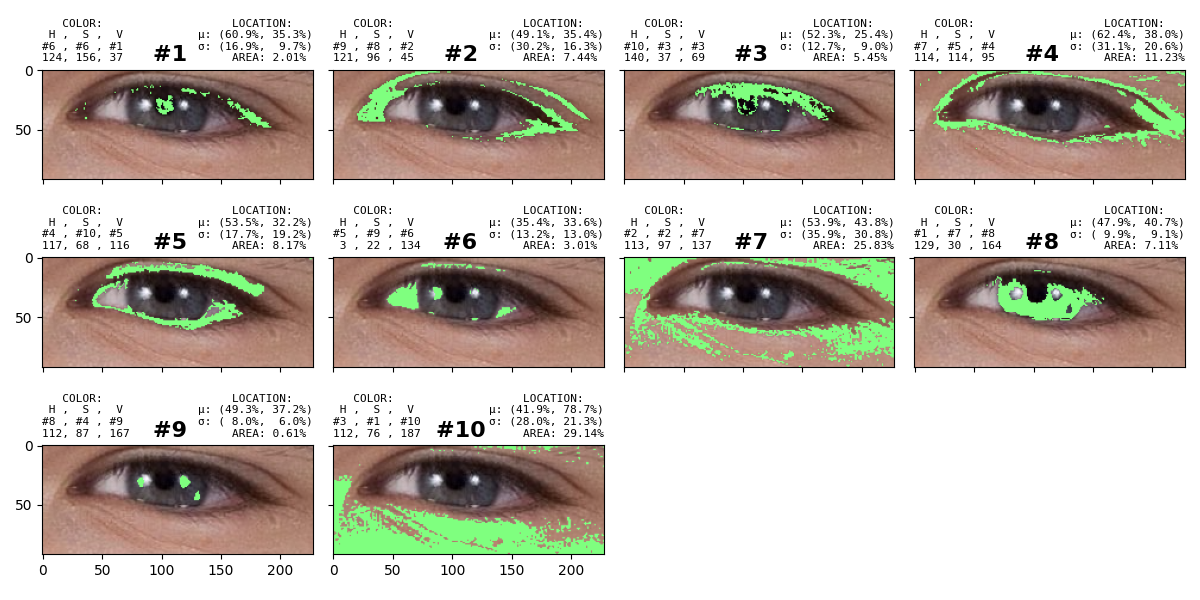 COLOR: LOCATION: COLOR: LOCATION: COLOR: LOCATION: COLOR: LOCATION:
H , S , V #1 μ: (60.9%, 35.3%) H , S , V #2 μ: (49.1%, 35.4%) H , S , V #3 μ: (52.3%, 25.4%) H , S , V #4 μ: (62.4%, 38.0%)
#6 , #6 , #1 σ: (16.9%, 9.7%) #9 , #8 , #2 σ: (30.2%, 16.3%) #10, #3 , #3 σ: (12.7%, 9.0%) #7 , #5 , #4 σ: (31.1%, 20.6%)
124, 156, 37 AREA: 2.01% 121, 96 , 45 AREA: 7.44% 140, 37 , 69 AREA: 5.45% 114, 114, 95 AREA: 11.23%
0
50
COLOR: LOCATION: COLOR: LOCATION: COLOR: LOCATION: COLOR: LOCATION:
H , S , V #5 μ: (53.5%, 32.2%) H , S , V #6 μ: (35.4%, 33.6%) H , S , V #7 μ: (53.9%, 43.8%) H , S , V #8 μ: (47.9%, 40.7%)
#4 , #10, #5 σ: (17.7%, 19.2%) #5 , #9 , #6 σ: (13.2%, 13.0%) #2 , #2 , #7 σ: (35.9%, 30.8%) #1 , #7 , #8 σ: ( 9.9%, 9.1%)
117, 68 , 116 AREA: 8.17% 3 , 22 , 134 AREA: 3.01% 113, 97 , 137 AREA: 25.83% 129, 30 , 164 AREA: 7.11%
0
50
COLOR: LOCATION: COLOR: LOCATION:
H , S , V #9 μ: (49.3%, 37.2%) H , S , V #10 μ: (41.9%, 78.7%)
#8 , #4 , #9 σ: ( 8.0%, 6.0%) #3 , #1 , #10 σ: (28.0%, 21.3%)
112, 87 , 167 AREA: 0.61% 112, 76 , 187 AREA: 29.14%
0
50
0 50 100 150 200 0 50 100 150 200